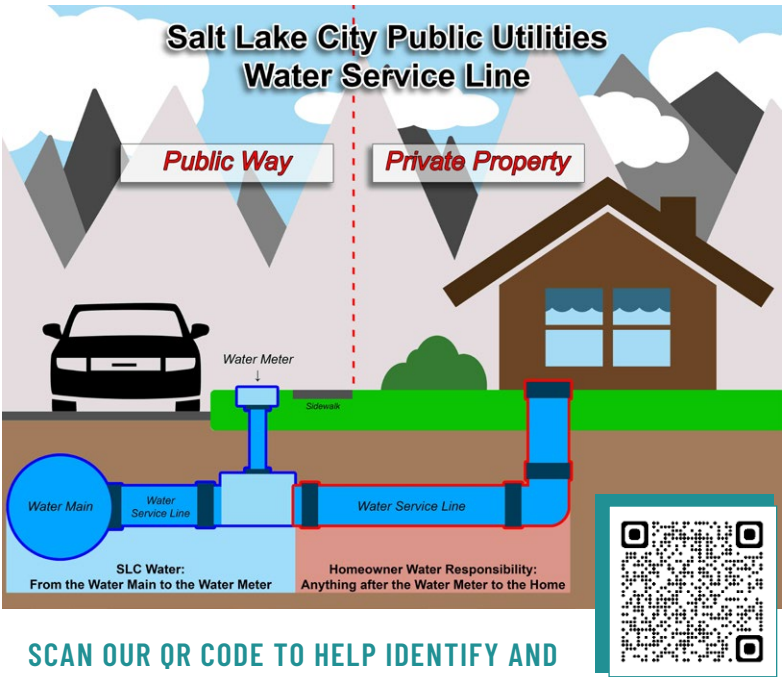 Salt Lake City Public Utilities
Water Service Line
Public Way
Private Property
Water Meter
↓
Sidewalk
Water Main
Water
Service Line
Water Service Line
SLC Water:
From the Water Main to the Water Meter
Homeowner Water Responsibility:
Anything after the Water Meter to the Home
SCAN OUR QR CODE TO HELP IDENTIFY AND